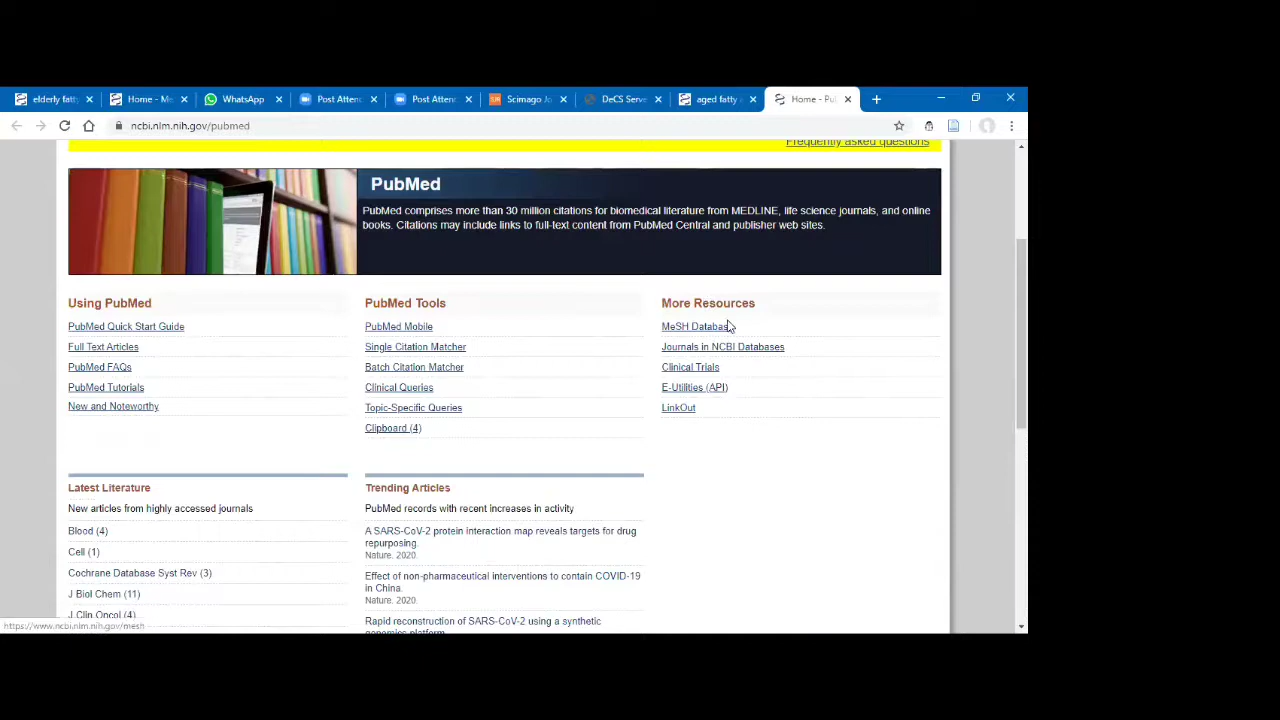 elderly fatt
Home - Me
WhatsApp
Post Attend
Post Attend
SJR
Scimago Jo
DeCS Serve
aged fatty a
Home - Pub
ncbi.nlm.nih.gov/pubmed
Frequently asked questions
PubMed
PubMed comprises more than 30 million citations for biomedical literature from MEDLINE, life science journals, and online
books. Citations may include links to full-text content from PubMed Central and publisher web sites.
Using PubMed
PubMed Quick Start Guide
Full Text Articles
PubMed FAQs
PubMed Tutorials
New and Noteworthy
PubMed Tools
PubMed Mobile
Single Citation Matcher
Batch Citation Matcher
Clinical Queries
Topic-Specific Queries
Clipboard (4)
More Resources
MeSH Database
Journals in NCBI Databases
Clinical Trials
E-Utilities (API)
LinkOut
Latest Literature
New articles from highly accessed journals
Blood (4)
Cell (1)
Cochrane Database Syst Rev (3)
J Biol Chem (11)
J Clin Oncol (4)
Trending Articles
PubMed records with recent increases in activity
A SARS-CoV-2 protein interaction map reveals targets for drug
repurposing.
Nature. 2020.
Effect of non-pharmaceutical interventions to contain COVID-19
in China.
Nature. 2020.
Rapid reconstruction of SARS-CoV-2 using a synthetic
genomics platform.
https://www.ncbi.nlm.nih.gov/mesh